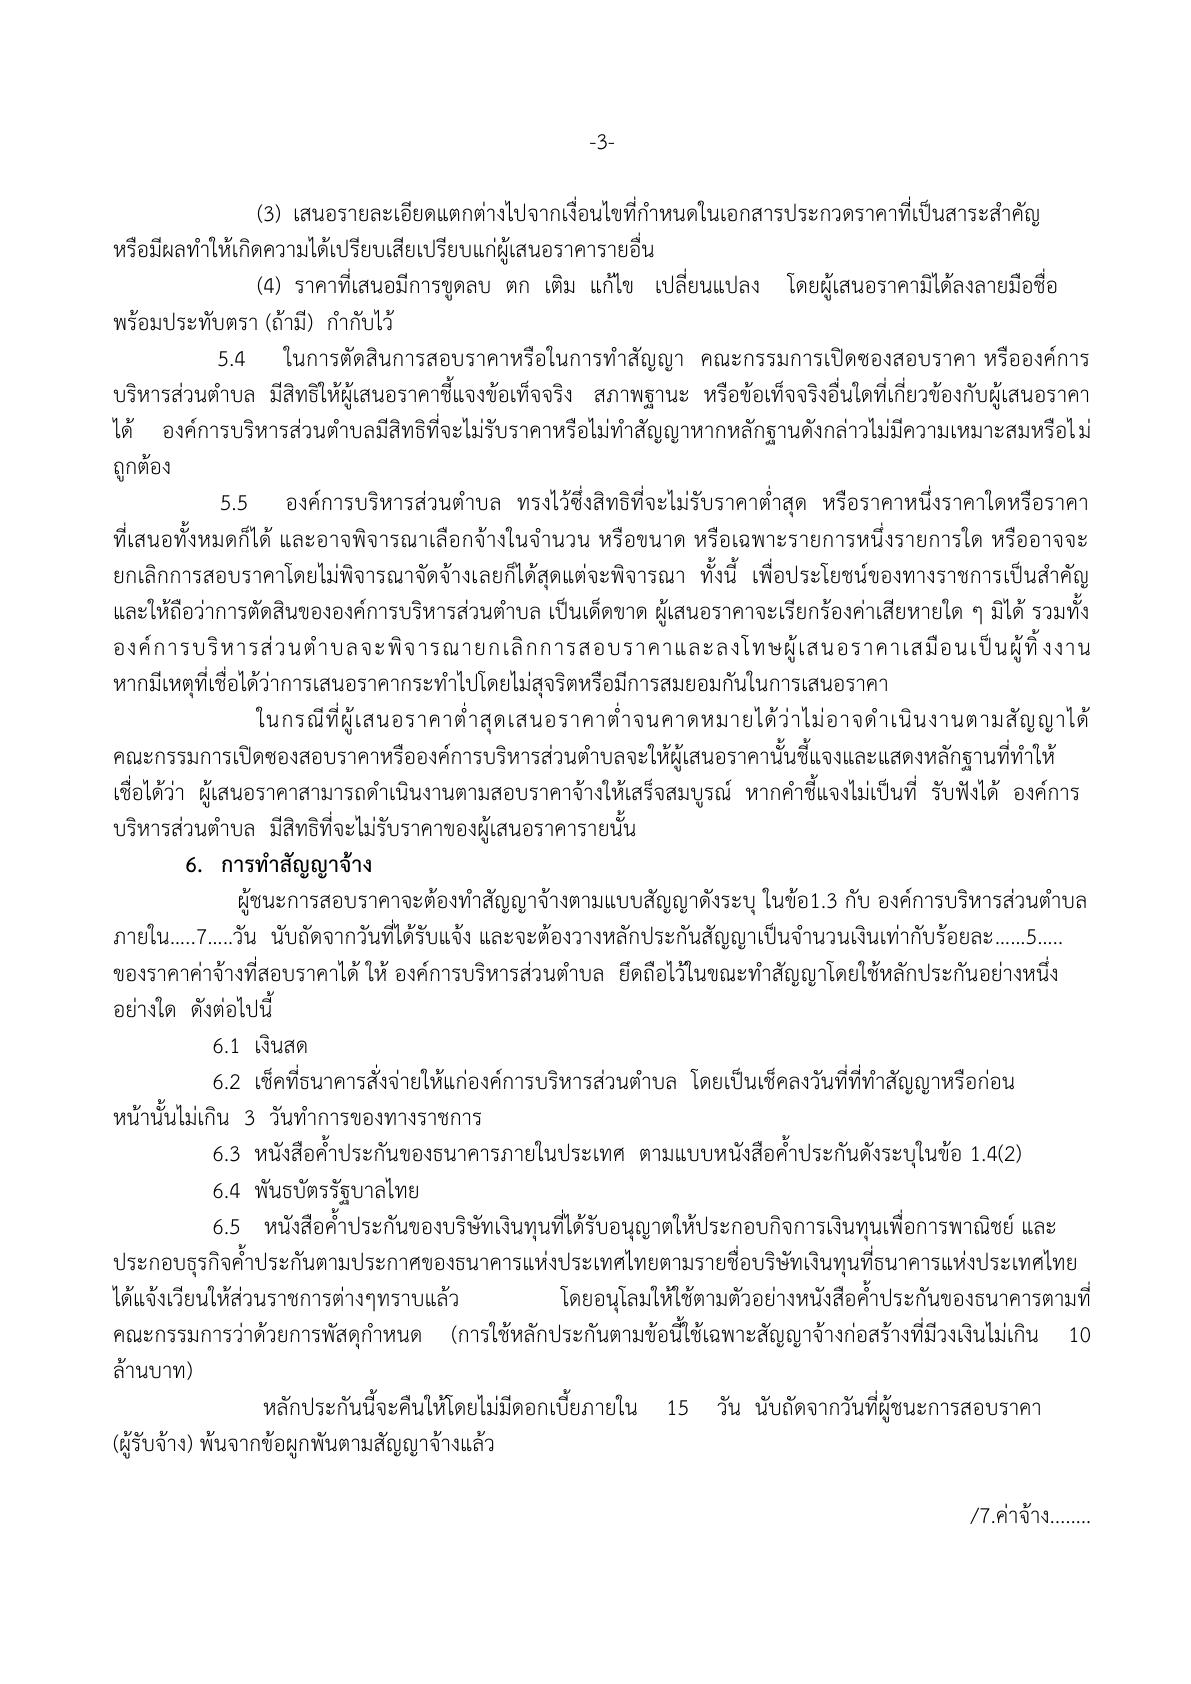 -3-
(3) เสนอรายละเอียดแตกต่างไปจากเงื่อนไขที่กำหนดในเอกสารประกวดราคาที่เป็นสาระสำคัญ
หรือมีผลทำให้เกิดความได้เปรียบเสียเปรียบแก่ผู้เสนอราคารายอื่น
(4) ราคาที่เสนอมีการขูดลบ ตก เติม แก้ไข เปลี่ยนแปลง โดยผู้เสนอราคามิได้ลงลายมือชื่อ
พร้อมประทับตรา (ถ้ามี) กำกับไว้
5.4 ในการตัดสินการสอบราคาหรือในการทำสัญญา คณะกรรมการเปิดซองสอบราคา หรือองค์การ
บริหารส่วนตำบล มีสิทธิให้ผู้เสนอราคาชี้แจงข้อเท็จจริง สภาพฐานะ หรือข้อเท็จจริงอื่นใดที่เกี่ยวข้องกับผู้เสนอราคา
ได้ องค์การบริหารส่วนตำบลมีสิทธิที่จะไม่รับราคาหรือไม่ทำสัญญาหากหลักฐานดังกล่าวไม่มีความเหมาะสมหรือไม่
ถูกต้อง
5.5 องค์การบริหารส่วนตำบล ทรงไว้ซึ่งสิทธิที่จะไม่รับราคาต่ำสุด หรือราคาหนึ่งราคาใดหรือราคา
ที่เสนอทั้งหมดก็ได้ และอาจพิจารณาเลือกจ้างในจำนวน หรือขนาด หรือเฉพาะรายการหนึ่งรายการใด หรืออาจจะ
ยกเลิกการสอบราคาโดยไม่พิจารณาจัดจ้างเลยก็ได้สุดแต่จะพิจารณา ทั้งนี้ เพื่อประโยชน์ของทางราชการเป็นสำคัญ
และให้ถือว่าการตัดสินขององค์การบริหารส่วนตำบล เป็นเด็ดขาด ผู้เสนอราคาจะเรียกร้องค่าเสียหายใด ๆ มิได้ รวมทั้ง
องค์การบริหารส่วนตำบลจะพิจารณายกเลิกการสอบราคาและลงโทษผู้เสนอราคาเสมือนเป็นผู้ทิ้งงาน
หากมีเหตุที่เชื่อได้ว่าการเสนอราคากระทำไปโดยไม่สุจริตหรือมีการสมยอมกันในการเสนอราคา
ในกรณีที่ผู้เสนอราคาต่ำสุดเสนอราคาต่ำจนคาดหมายได้ว่าไม่อาจดำเนินงานตามสัญญาได้
คณะกรรมการเปิดซองสอบราคาหรือองค์การบริหารส่วนตำบลจะให้ผู้เสนอราคานั้นชี้แจงและแสดงหลักฐานที่ทำให้
เชื่อได้ว่า ผู้เสนอราคาสามารถดำเนินงานตามสอบราคาจ้างให้เสร็จสมบูรณ์ หากคำชี้แจงไม่เป็นที่ รับฟังได้ องค์การ
บริหารส่วนตำบล มีสิทธิที่จะไม่รับราคาของผู้เสนอราคารายนั้น
6. การทำสัญญาจ้าง
ผู้ชนะการสอบราคาจะต้องทำสัญญาจ้างตามแบบสัญญาดังระบุ ในข้อ1.3 กับ องค์การบริหารส่วนตำบล
ภายใน.....7.....วัน นับถัดจากวันที่ได้รับแจ้ง และจะต้องวางหลักประกันสัญญาเป็นจำนวนเงินเท่ากับร้อยละ......5.....
ของราคาค่าจ้างที่สอบราคาได้ ให้ องค์การบริหารส่วนตำบล ยึดถือไว้ในขณะทำสัญญาโดยใช้หลักประกันอย่างหนึ่ง
อย่างใด ดังต่อไปนี้
6.1 เงินสด
6.2 เช็คที่ธนาคารสั่งจ่ายให้แก่องค์การบริหารส่วนตำบล โดยเป็นเช็คลงวันที่ที่ทำสัญญาหรือก่อน
หน้านั้นไม่เกิน 3 วันทำการของทางราชการ
6.3 หนังสือค้ำประกันของธนาคารภายในประเทศ ตามแบบหนังสือค้ำประกันดังระบุในข้อ 1.4(2)
6.4 พันธบัตรรัฐบาลไทย
6.5 หนังสือค้ำประกันของบริษัทเงินทุนที่ได้รับอนุญาตให้ประกอบกิจการเงินทุนเพื่อการพาณิชย์ และ
ประกอบธุรกิจค้ำประกันตามประกาศของธนาคารแห่งประเทศไทยตามรายชื่อบริษัทเงินทุนที่ธนาคารแห่งประเทศไทย
ได้แจ้งเวียนให้ส่วนราชการต่างๆทราบแล้ว โดยอนุโลมให้ใช้ตามตัวอย่างหนังสือค้ำประกันของธนาคารตามที่
คณะกรรมการว่าด้วยการพัสดุกำหนด (การใช้หลักประกันตามข้อนี้ใช้เฉพาะสัญญาจ้างก่อสร้างที่มีวงเงินไม่เกิน 10
ล้านบาท)
หลักประกันนี้จะคืนให้โดยไม่มีดอกเบี้ยภายใน 15 วัน นับถัดจากวันที่ผู้ชนะการสอบราคา
(ผู้รับจ้าง) พ้นจากข้อผูกพันตามสัญญาจ้างแล้ว
/7.ค่าจ้าง........